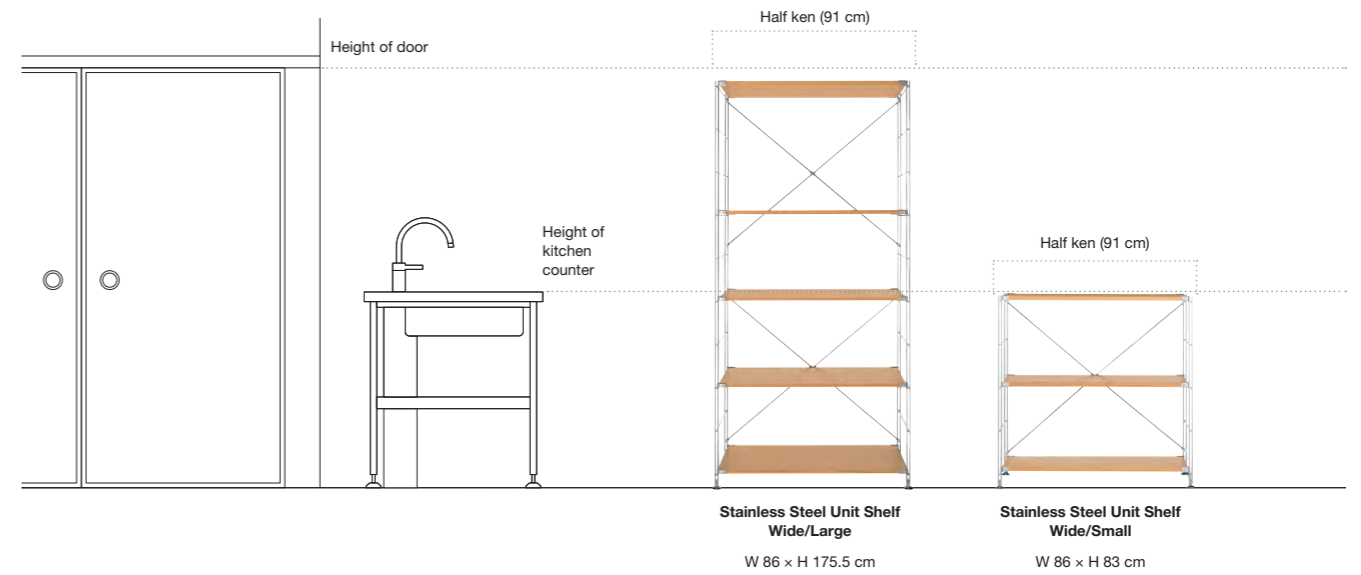 Half ken (91 cm)
Height of door
Height of
kitchen
counter
Half ken (91 cm)
Stainless Steel Unit Shelf
Wide/Large
W 86 × H 175.5 cm
Stainless Steel Unit Shelf
Wide/Small
W 86 × H 83 cm